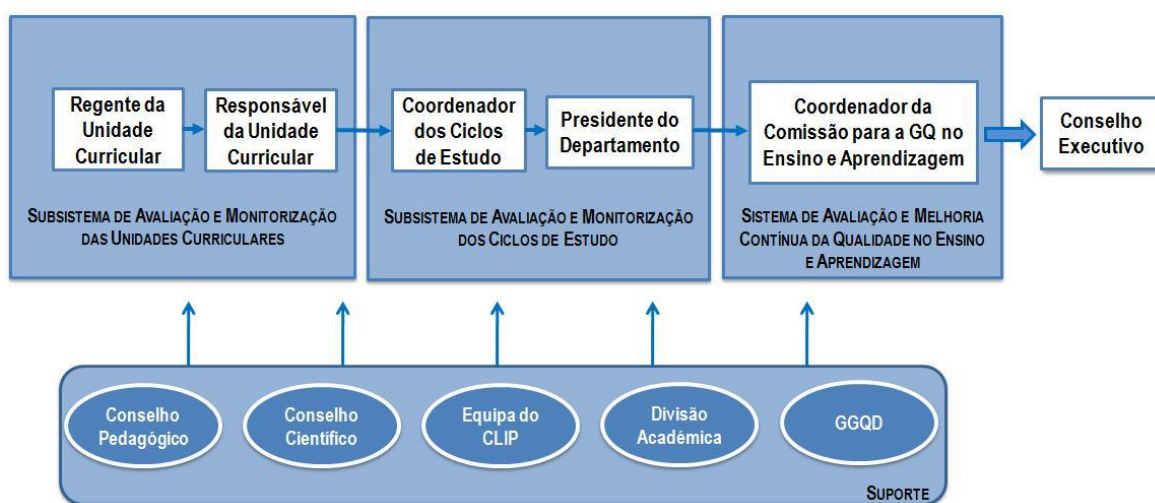 Regente da
Unidade
Curricular
Responsável
da Unidade
Curricular
SUBSISTEMA DE AVALIAÇÃO E MONITORIZAÇÃO
DAS UNIDADES CURRICULARES
Coordenador
dos Ciclos
de Estudo
Presidente do
Departamento
SUBSISTEMA DE AVALIAÇÃO E MONITORIZAÇÃO
DOS CICLOS DE ESTUDO
Coordenador da
Comissão para a GQ no
Ensino e Aprendizagem
SISTEMA DE AVALIAÇÃO E MELHORIA
CONTÍNUA DA QUALIDADE NO ENSINO
E APRENDIZAGEM
Conselho
Executivo
Conselho
Pedagógico
Conselho
Científico
Equipa do
CLIP
Divisão
Académica
GGQD
SUPORTE